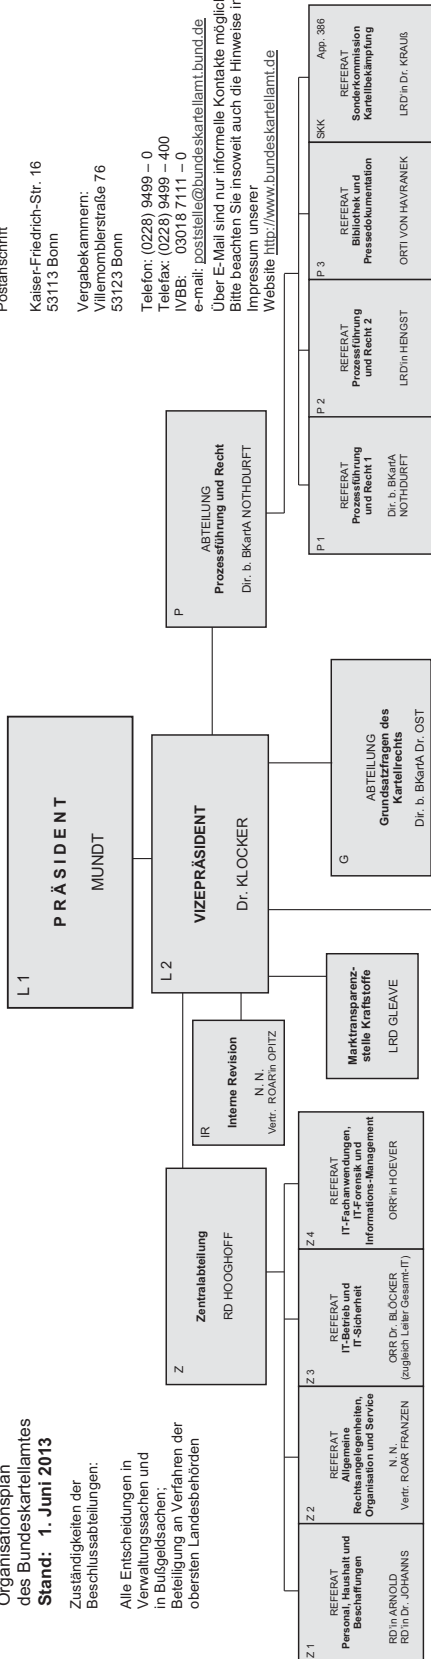 Organisationsplan
des Bundeskartellamtes
Stand: 1. Juni 2013
Zuständigkeiten der
Beschlussabteilungen:
Alle Entscheidungen in
Verwaltungssachen und
in Bußgeldsachen;
Beteiligung an Verfahren der
obersten Landesbehörden
L 1
PRÄSIDENT
MUNDT
Postanschrift
Kaiser-Friedrich-Str. 16
53113 Bonn
Vergabekammern:
Villemomblerstraße 76
53123 Bonn
Telefon: (0228) 9499 – 0
Telefax: (0228) 9499 – 400
IVBB: 03018 7111 – 0
e-mail: poststelle@bundeskartellamt.bund.de
Über E-Mail sind nur informelle Kontakte möglich
Bitte beachten Sie insoweit auch die Hinweise im
Impressum unserer
Website http://www.bundeskartellamt.de
L 2
VIZEPRÄSIDENT
Dr. KLOCKER
Z
Zentralabteilung
RD HOOGHOFF
IR
Interne Revision
N. N.
Vertr. ROAR'in OPITZ
P
ABTEILUNG
Prozessführung und Recht
Dir. b. BKartA NOTHDURFT
Z 1
REFERAT
Personal, Haushalt und
Beschaffungen
RD'in ARNOLD
RD'in Dr. JOHANNS
Z 2
REFERAT
Allgemeine
Rechtsangelegenheiten,
Organisation und Service
N. N.
Vertr. ROAR FRANZEN
Z 3
REFERAT
IT-Betrieb und
IT-Sicherheit
ORR Dr. BLÖCKER
(zugleich Leiter Gesamt-IT)
Z 4
REFERAT
IT-Fachanwendungen,
IT-Forensik und
Informations-Management
ORR'in HOEVER
Markttransparenz-
stelle Kraftstoffe
LRD GLEAVE
G
ABTEILUNG
Grundsatzfragen des
Kartellrechts
Dir. b. BKartA Dr. OST
P 1
REFERAT
Prozessführung
und Recht 1
Dir. b. BKartA
NOTHDURFT
P 2
REFERAT
Prozessführung
und Recht 2
LRD'in HENGST
P 3
REFERAT
Bibliothek und
Pressedokumentation
ORTI VON HAVRANEK
SKK App. 386
REFERAT
Sonderkommission
Kartellbekämpfung
LRD'in Dr. KRAUß